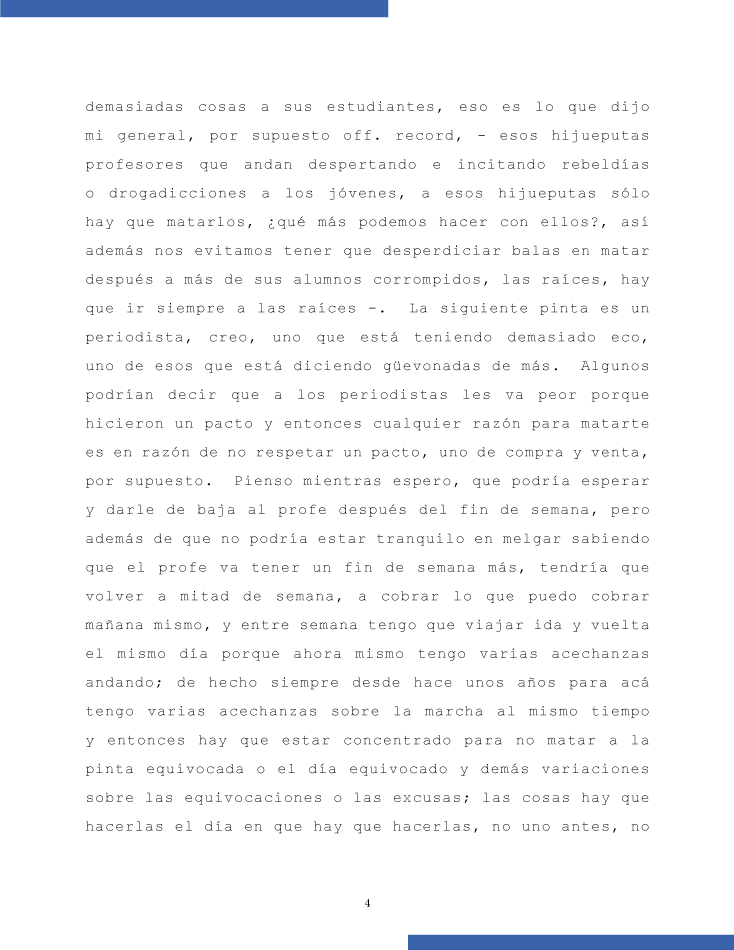 demasiadas cosas a sus estudiantes, eso es lo que dijo
mi general, por supuesto off. record, - esos hijueputas
profesores que andan despertando e incitando rebeldías
o drogadicciones a los jóvenes, a esos hijueputas sólo
hay que matarlos, ¿qué más podemos hacer con ellos?, así
además nos evitamos tener que desperdiciar balas en matar
después a más de sus alumnos corrompidos, las raíces, hay
que ir siempre a las raíces -.  La siguiente pinta es un
periodista, creo, uno que está teniendo demasiado eco,
uno de esos que está diciendo güevonadas de más.  Algunos
podrían decir que a los periodistas les va peor porque
hicieron un pacto y entonces cualquier razón para matarte
es en razón de no respetar un pacto, uno de compra y venta,
por supuesto.  Pienso mientras espero, que podría esperar
y darle de baja al profe después del fin de semana, pero
además de que no podría estar tranquilo en melgar sabiendo
que el profe va tener un fin de semana más, tendría que
volver a mitad de semana, a cobrar lo que puedo cobrar
mañana mismo, y entre semana tengo que viajar ida y vuelta
el mismo día porque ahora mismo tengo varias acechanzas
andando; de hecho siempre desde hace unos años para acá
tengo varias acechanzas sobre la marcha al mismo tiempo
y entonces hay que estar concentrado para no matar a la
pinta equivocada o el día equivocado y demás variaciones
sobre las equivocaciones o las excusas; las cosas hay que
hacerlas el día en que hay que hacerlas, no uno antes, no
4